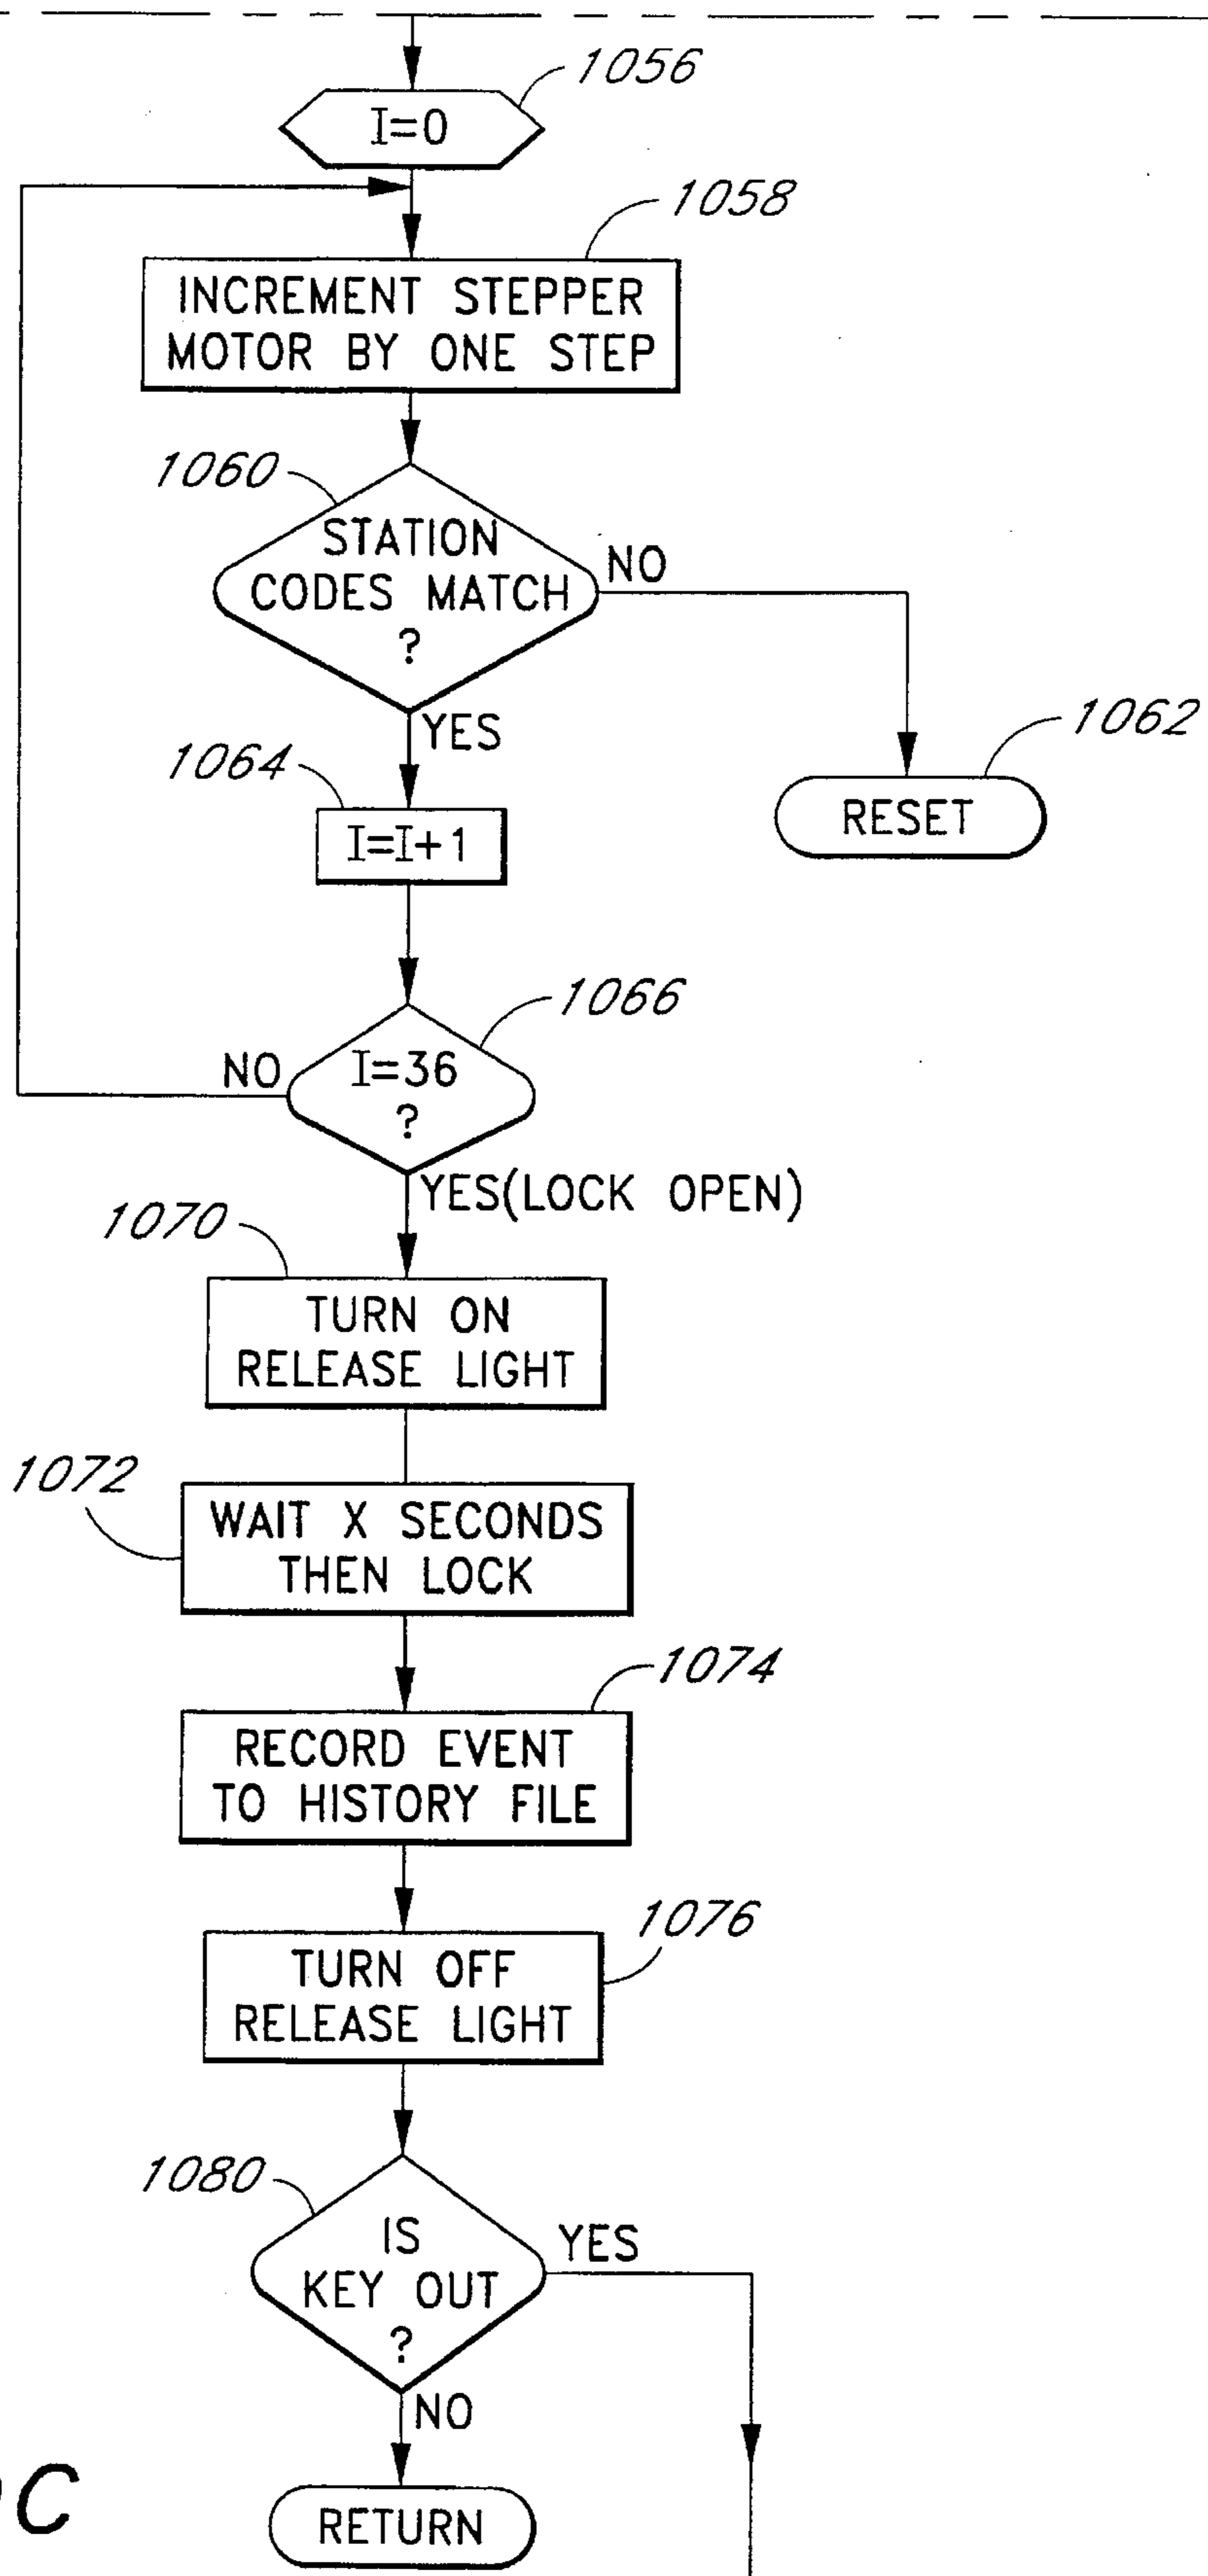 1056
I=0
1058
INCREMENT STEPPER
MOTOR BY ONE STEP
1060
STATION
CODES MATCH
?
NO
YES
1062
RESET
1064
I=I+1
1066
I=36
?
NO
YES(LOCK OPEN)
1070
TURN ON
RELEASE LIGHT
1072
WAIT X SECONDS
THEN LOCK
1074
RECORD EVENT
TO HISTORY FILE
1076
TURN OFF
RELEASE LIGHT
1080
IS
KEY OUT
?
YES
NO
C
RETURN